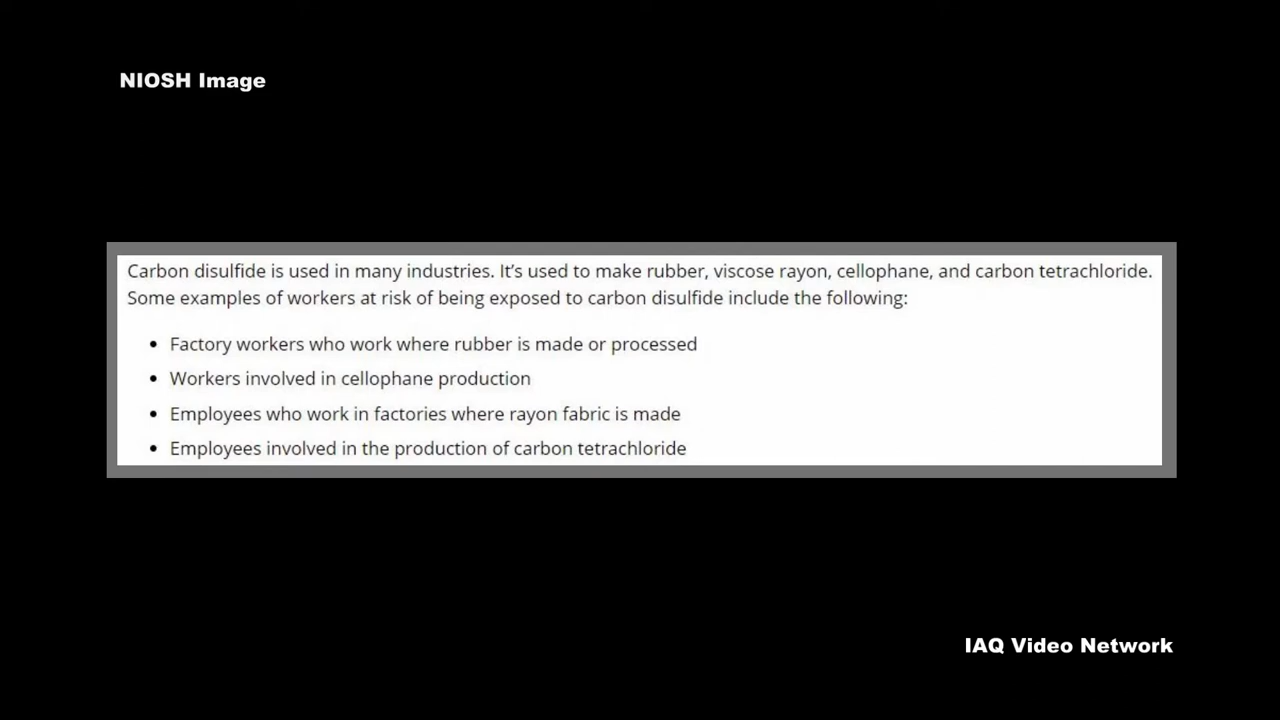 NIOSH Image
Carbon disulfide is used in many industries. It’s used to make rubber, viscose rayon, cellophane, and carbon tetrachloride.
Some examples of workers at risk of being exposed to carbon disulfide include the following:
• Factory workers who work where rubber is made or processed
• Workers involved in cellophane production
• Employees who work in factories where rayon fabric is made
• Employees involved in the production of carbon tetrachloride
IAQ Video Network